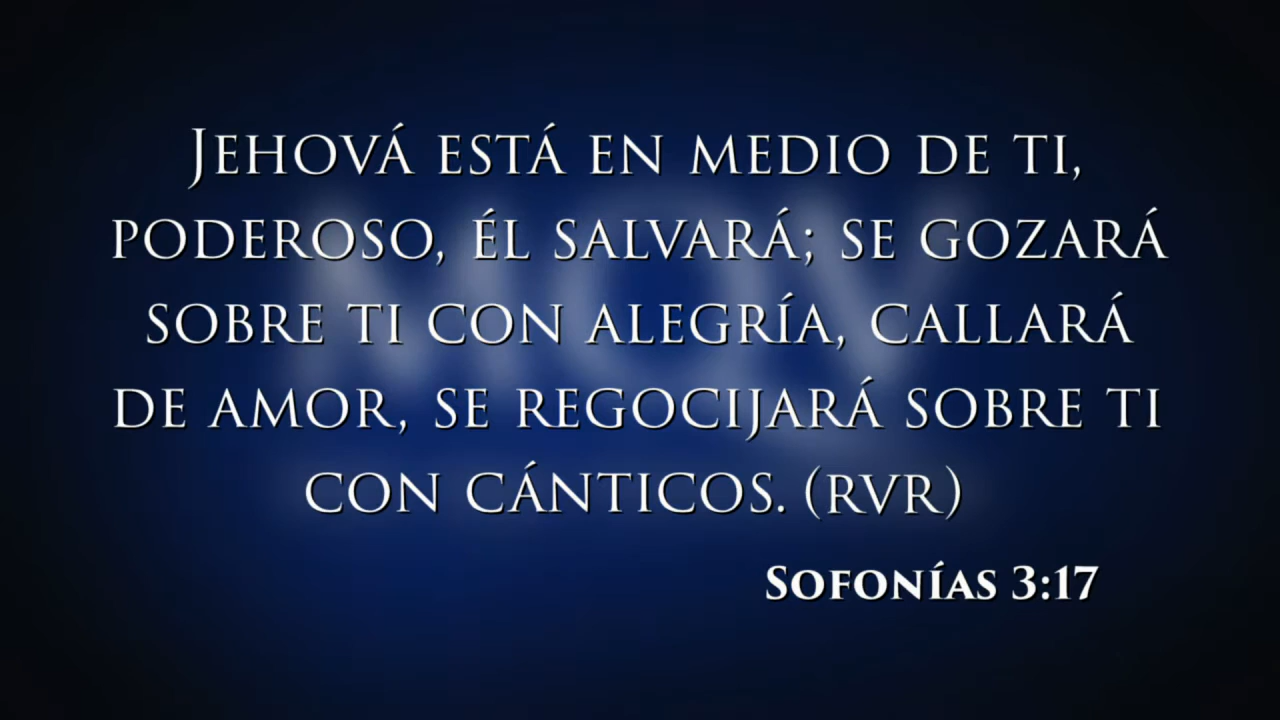 Jehová está en medio de ti,
poderoso, él salvará; se gozará
sobre ti con alegría, callará
de amor, se regocijará sobre ti
con cánticos. (rvr)
Sofonías 3:17